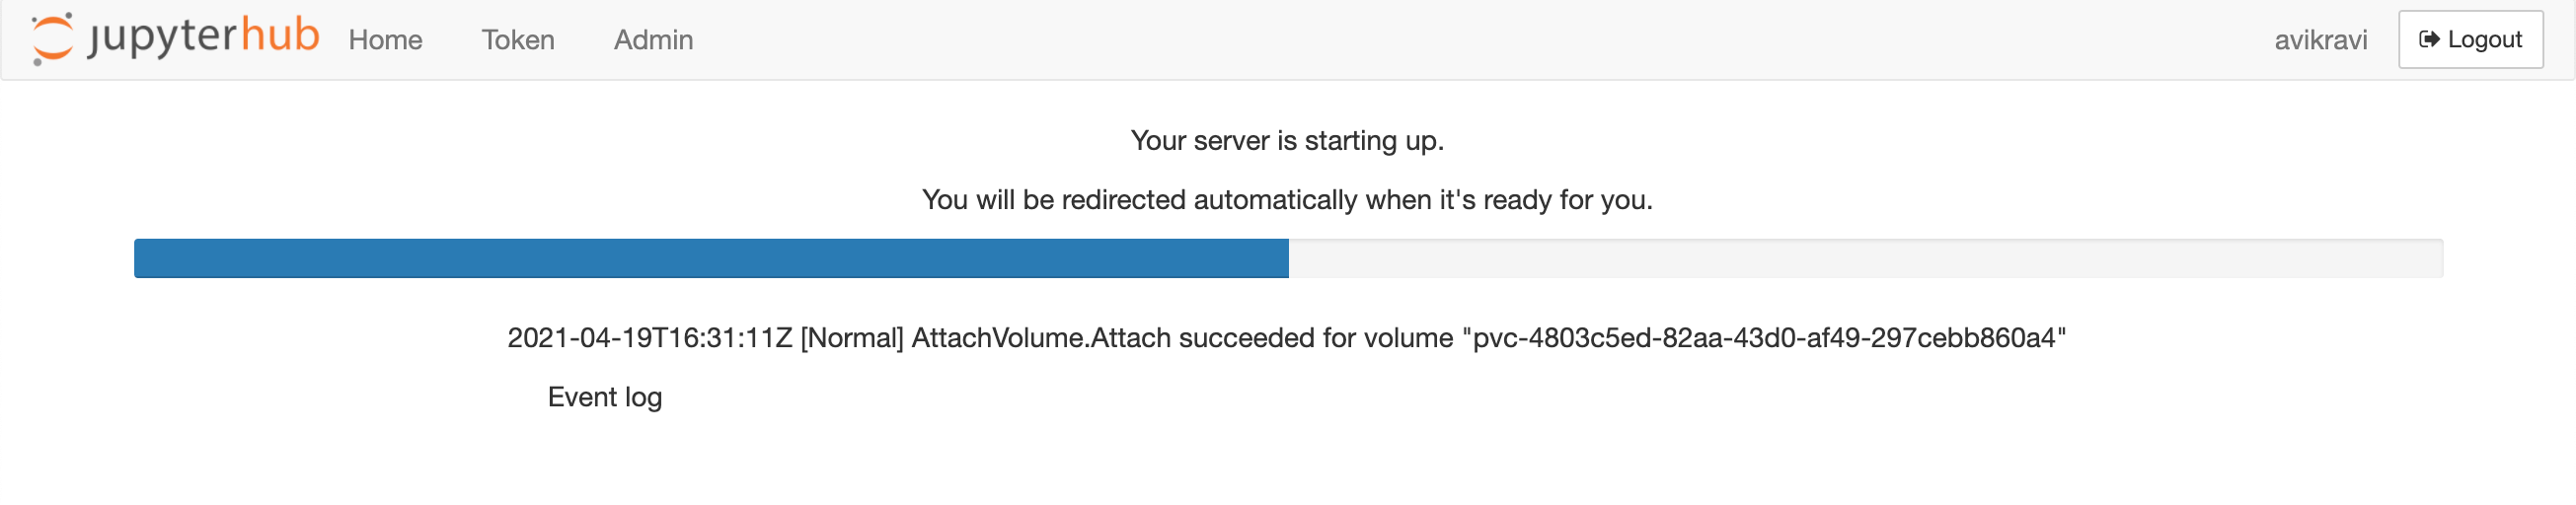 jupyterhub Home Token Admin avikravi Logout
Your server is starting up.
You will be redirected automatically when it's ready for you.
2021-04-19T16:31:11Z [Normal] AttachVolume.Attach succeeded for volume "pvc-4803c5ed-82aa-43d0-af49-297cebb860a4"
Event log